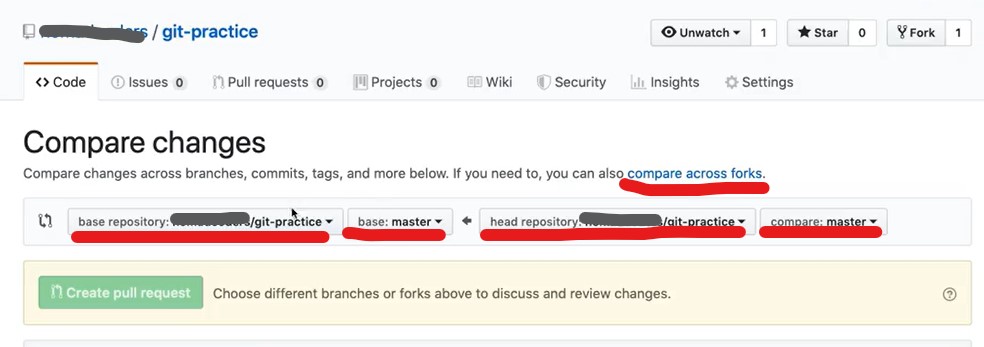 / git-practice
Unwatch 1 Star 0 Fork 1
Code Issues 0 Pull requests 0 Projects 0 Wiki Security Insights Settings
Compare changes
Compare changes across branches, commits, tags, and more below. If you need to, you can also compare across forks.
base repository: /git-practice base: master head repository: /git-practice compare: master
Create pull request Choose different branches or forks above to discuss and review changes.